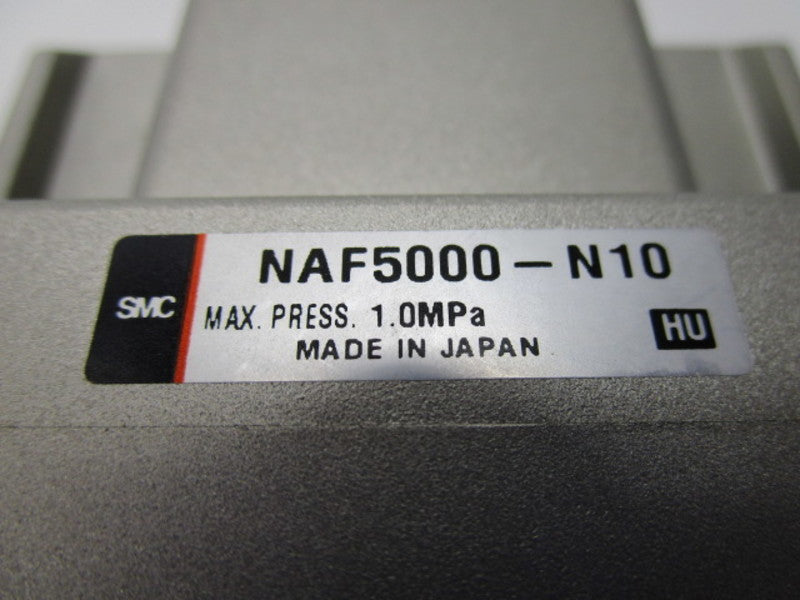 NAF5000-N10
SMC
MAX. PRESS. 1.0MPa
HU
MADE IN JAPAN